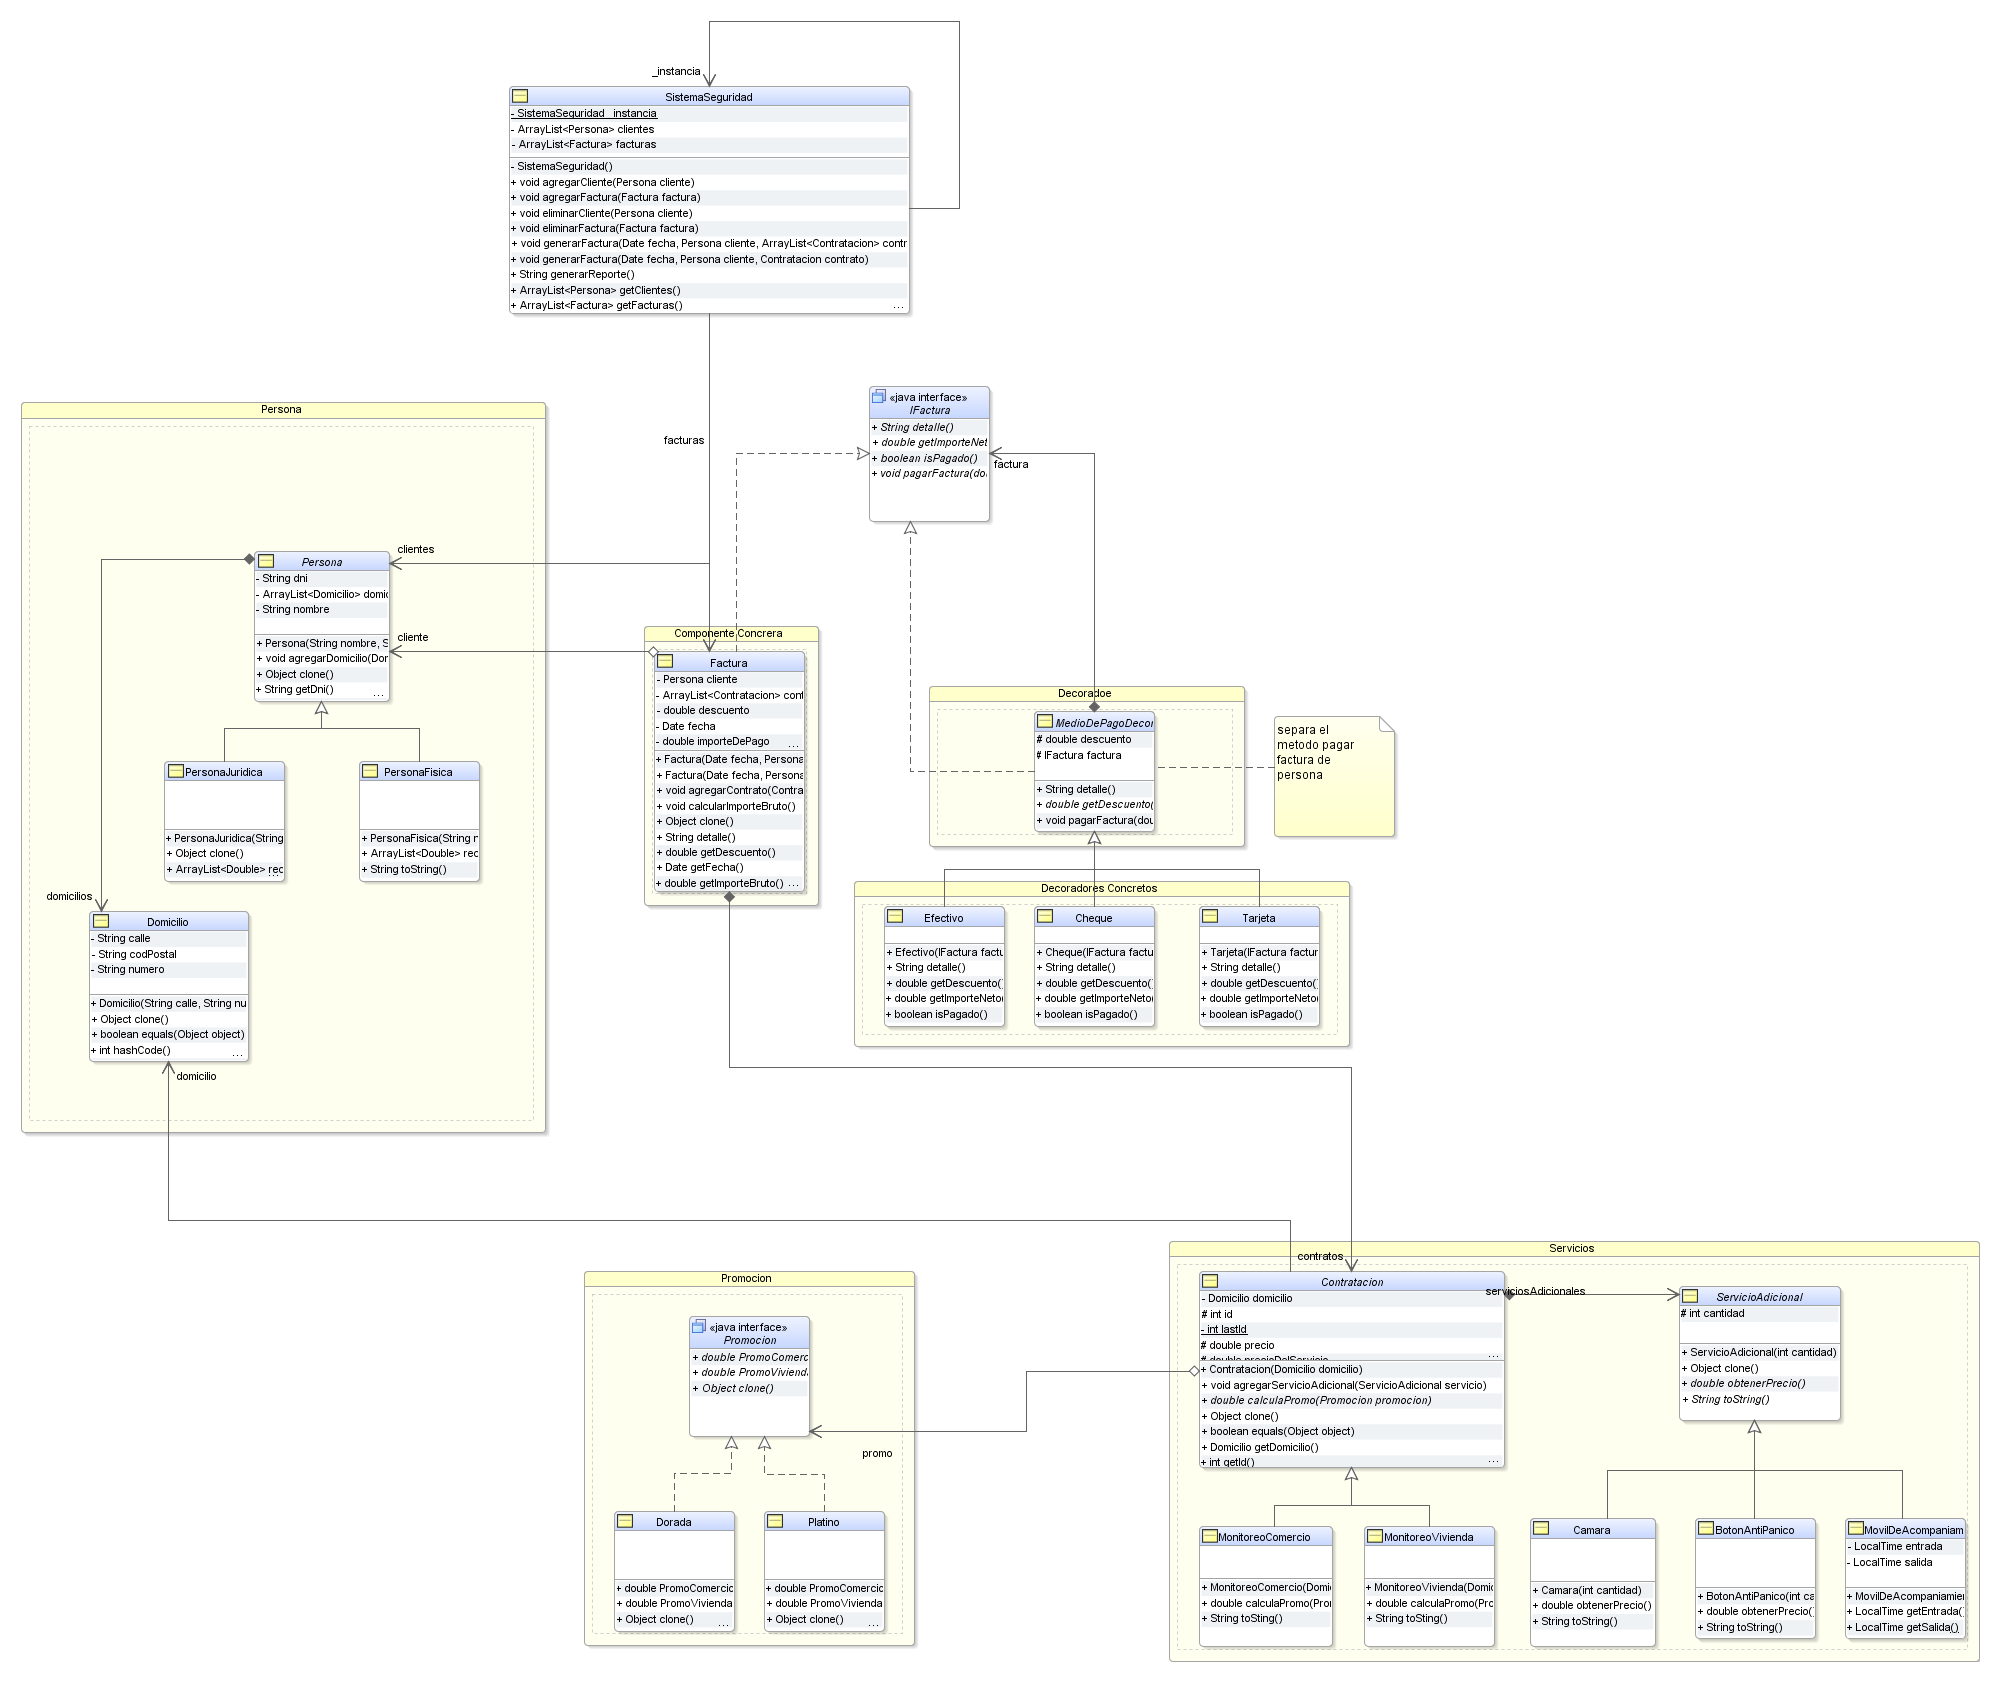 _instancia
SistemaSeguridad
- SistemaSeguridad _instancia
- ArrayList<Persona> clientes
- ArrayList<Factura> facturas
- SistemaSeguridad()
+ void agregarCliente(Persona cliente)
+ void agregarFactura(Factura factura)
+ void eliminarCliente(Persona cliente)
+ void eliminarFactura(Factura factura)
+ void generarFactura(Date fecha, Persona cliente, ArrayList<Contratacion> contr
+ void generarFactura(Date fecha, Persona cliente, Contratacion contrato)
+ String generarReporte()
+ ArrayList<Persona> getClientes()
+ ArrayList<Factura> getFacturas() ...
facturas
«java interface»
IFactura
+ String detalle()
+ double getImporteNet
+ boolean isPagado()
+ void pagarFactura(do
factura
Persona
clientes
Persona
- String dni
- ArrayList<Domicilio> domic
- String nombre
+ Persona(String nombre, S
+ void agregarDomicilio(Dor
+ Object clone()
+ String getDni() ...
cliente
PersonaJuridica
+ PersonaJuridica(String
+ Object clone()
+ ArrayList<Double> rec
...
PersonaFisica
+ PersonaFisica(String n
+ ArrayList<Double> rec
+ String toString()
domicilios
Domicilio
- String calle
- String codPostal
- String numero
+ Domicilio(String calle, String nu
+ Object clone()
+ boolean equals(Object object)
+ int hashCode() ...
domicilio
Componente Concrera
Factura
- Persona cliente
- ArrayList<Contratacion> cont
- double descuento
- Date fecha
- double importeDePago ...
+ Factura(Date fecha, Persona
+ Factura(Date fecha, Persona
+ void agregarContrato(Contra
+ void calcularImporteBruto()
+ Object clone()
+ String detalle()
+ double getDescuento()
+ Date getFecha()
+ double getImporteBruto() ...
Decoradoe
MedioDePagoDecor
# double descuento
# IFactura factura
+ String detalle()
+ double getDescuento(
+ void pagarFactura(dou
separa el
metodo pagar
factura de
persona
Decoradores Concretos
Efectivo
+ Efectivo(IFactura factu
+ String detalle()
+ double getDescuento()
+ double getImporteNeto(
+ boolean isPagado()
Cheque
+ Cheque(IFactura factu
+ String detalle()
+ double getDescuento()
+ double getImporteNeto(
+ boolean isPagado()
Tarjeta
+ Tarjeta(IFactura factur
+ String detalle()
+ double getDescuento()
+ double getImporteNeto(
+ boolean isPagado()
Servicios
contratos
Contratacion
- Domicilio domicilio
# int id
- int lastId
# double precio
# double precioDelServicio ...
+ Contratacion(Domicilio domicilio)
+ void agregarServicioAdicional(ServicioAdicional servicio)
+ double calculaPromo(Promocion promocion)
+ Object clone()
+ boolean equals(Object object)
+ Domicilio getDomicilio()
+ int getId() ...
serviciosAdicionales
ServicioAdicional
# int cantidad
+ ServicioAdicional(int cantidad)
+ Object clone()
+ double obtenerPrecio()
+ String toString()
Promocion
«java interface»
Promocion
+ double PromoComerc
+ double PromoVivienda
+ Object clone()
promo
Dorada
+ double PromoComercio
+ double PromoVivienda
+ Object clone()
...
Platino
+ double PromoComercio
+ double PromoVivienda
+ Object clone()
...
MonitoreoComercio
+ MonitoreoComercio(Domi
+ double calculaPromo(Pro
+ String toSting()
MonitoreoVivienda
+ MonitoreoVivienda(Domic
+ double calculaPromo(Prc
+ String toSting()
Camara
+ Camara(int cantidad)
+ double obtenerPrecio()
+ String toString()
BotonAntiPanico
+ BotonAntiPanico(int ca
+ double obtenerPrecio()
+ String toString()
MovilDeAcompaniam
- LocalTime entrada
- LocalTime salida
+ MovilDeAcompaniamie
+ LocalTime getEntrada()
+ LocalTime getSalida()